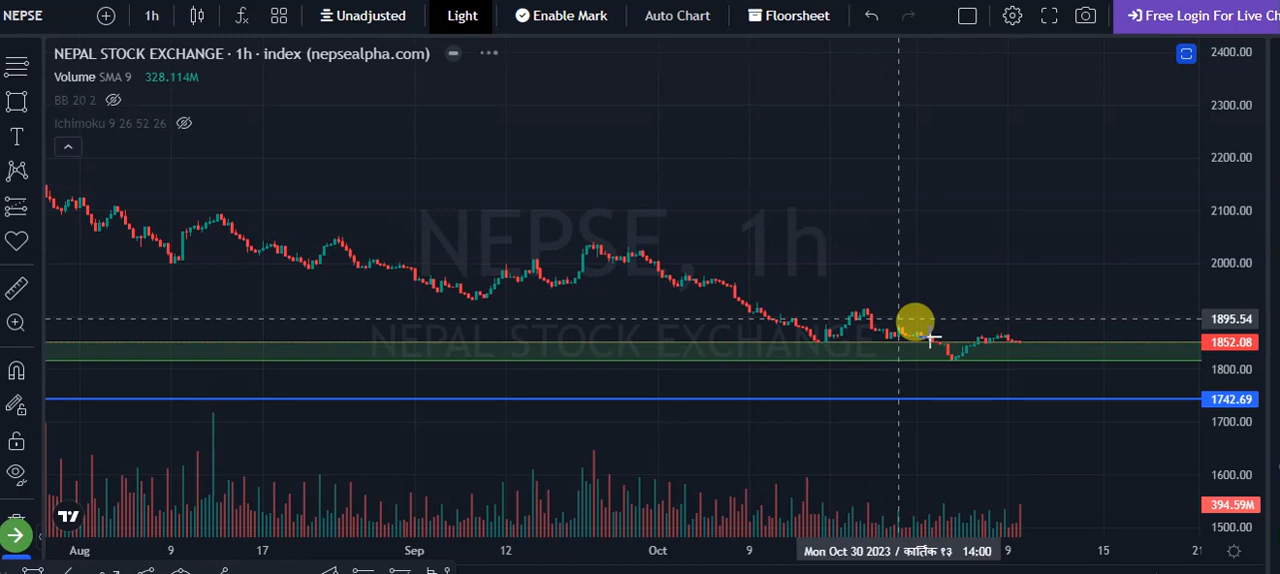 NEPSE 1h Unadjusted Light Enable Mark Auto Chart Floorsheet Free Login For Live Ch
NEPAL STOCK EXCHANGE · 1h · index (nepsealpha.com)
Volume SMA 9 328.114M
BB 20 2
Ichimoku 9 26 52 26
NEPSE, 1h
NEPAL STOCK EXCHANGE
2400.00
2300.00
2200.00
2100.00
2000.00
1895.54
1852.08
1800.00
1742.69
1700.00
1600.00
394.59M
1500.00
Aug 9 17 Sep 12 Oct 9 Mon Oct 30 2023 / कार्तिक १३ 14:00 9 15 21